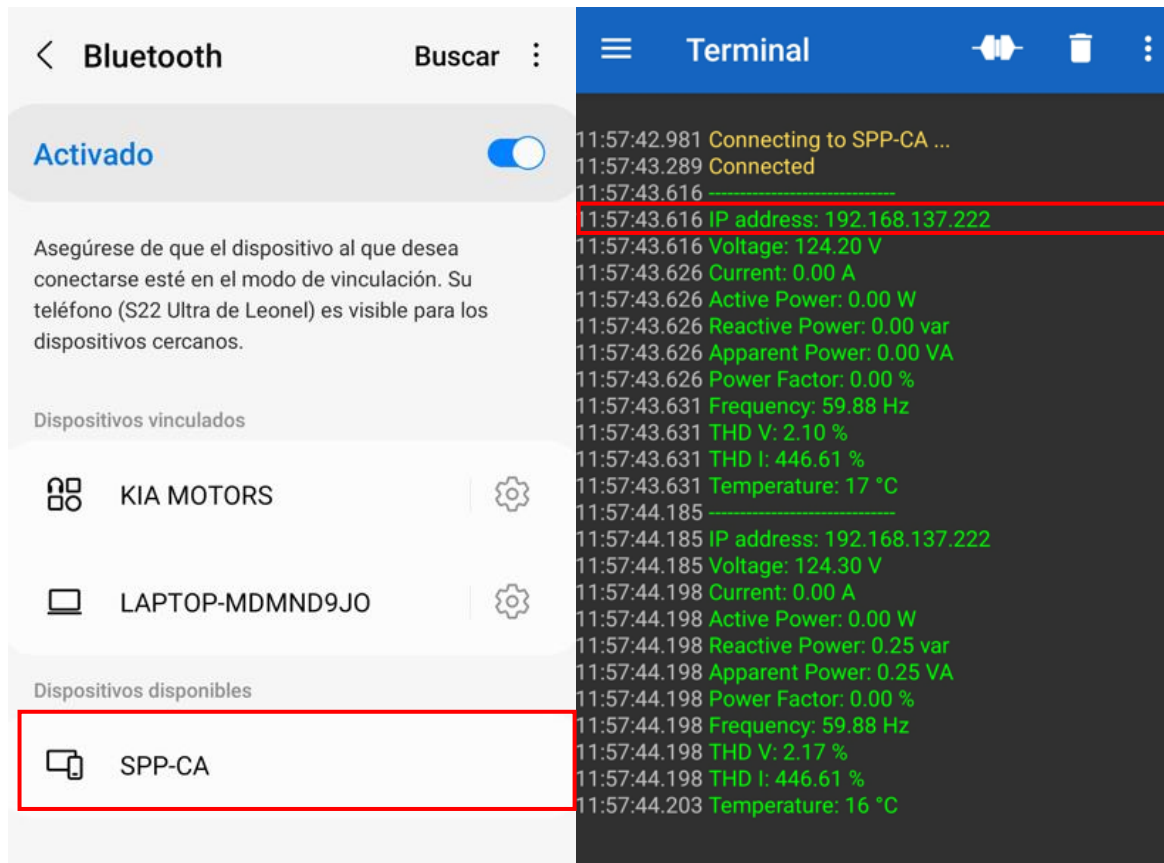 Bluetooth
Buscar
Activado
Asegúrese de que el dispositivo al que desea
conectarse esté en el modo de vinculación. Su
teléfono (S22 Ultra de Leonel) es visible para los
dispositivos cercanos.
Dispositivos vinculados
KIA MOTORS
LAPTOP-MDMND9JO
Dispositivos disponibles
SPP-CA
Terminal
11:57:42.981 Connecting to SPP-CA ...
11:57:43.289 Connected
11:57:43.616 ------------------------------
11:57:43.616 IP address: 192.168.137.222
11:57:43.616 Voltage: 124.20 V
11:57:43.626 Current: 0.00 A
11:57:43.626 Active Power: 0.00 W
11:57:43.626 Reactive Power: 0.00 var
11:57:43.626 Apparent Power: 0.00 VA
11:57:43.626 Power Factor: 0.00 %
11:57:43.631 Frequency: 59.88 Hz
11:57:43.631 THD V: 2.10 %
11:57:43.631 THD I: 446.61 %
11:57:43.631 Temperature: 17 °C
11:57:44.185 ------------------------------
11:57:44.185 IP address: 192.168.137.222
11:57:44.185 Voltage: 124.30 V
11:57:44.198 Current: 0.00 A
11:57:44.198 Active Power: 0.00 W
11:57:44.198 Reactive Power: 0.25 var
11:57:44.198 Apparent Power: 0.25 VA
11:57:44.198 Power Factor: 0.00 %
11:57:44.198 Frequency: 59.88 Hz
11:57:44.198 THD V: 2.17 %
11:57:44.198 THD I: 446.61 %
11:57:44.203 Temperature: 16 °C